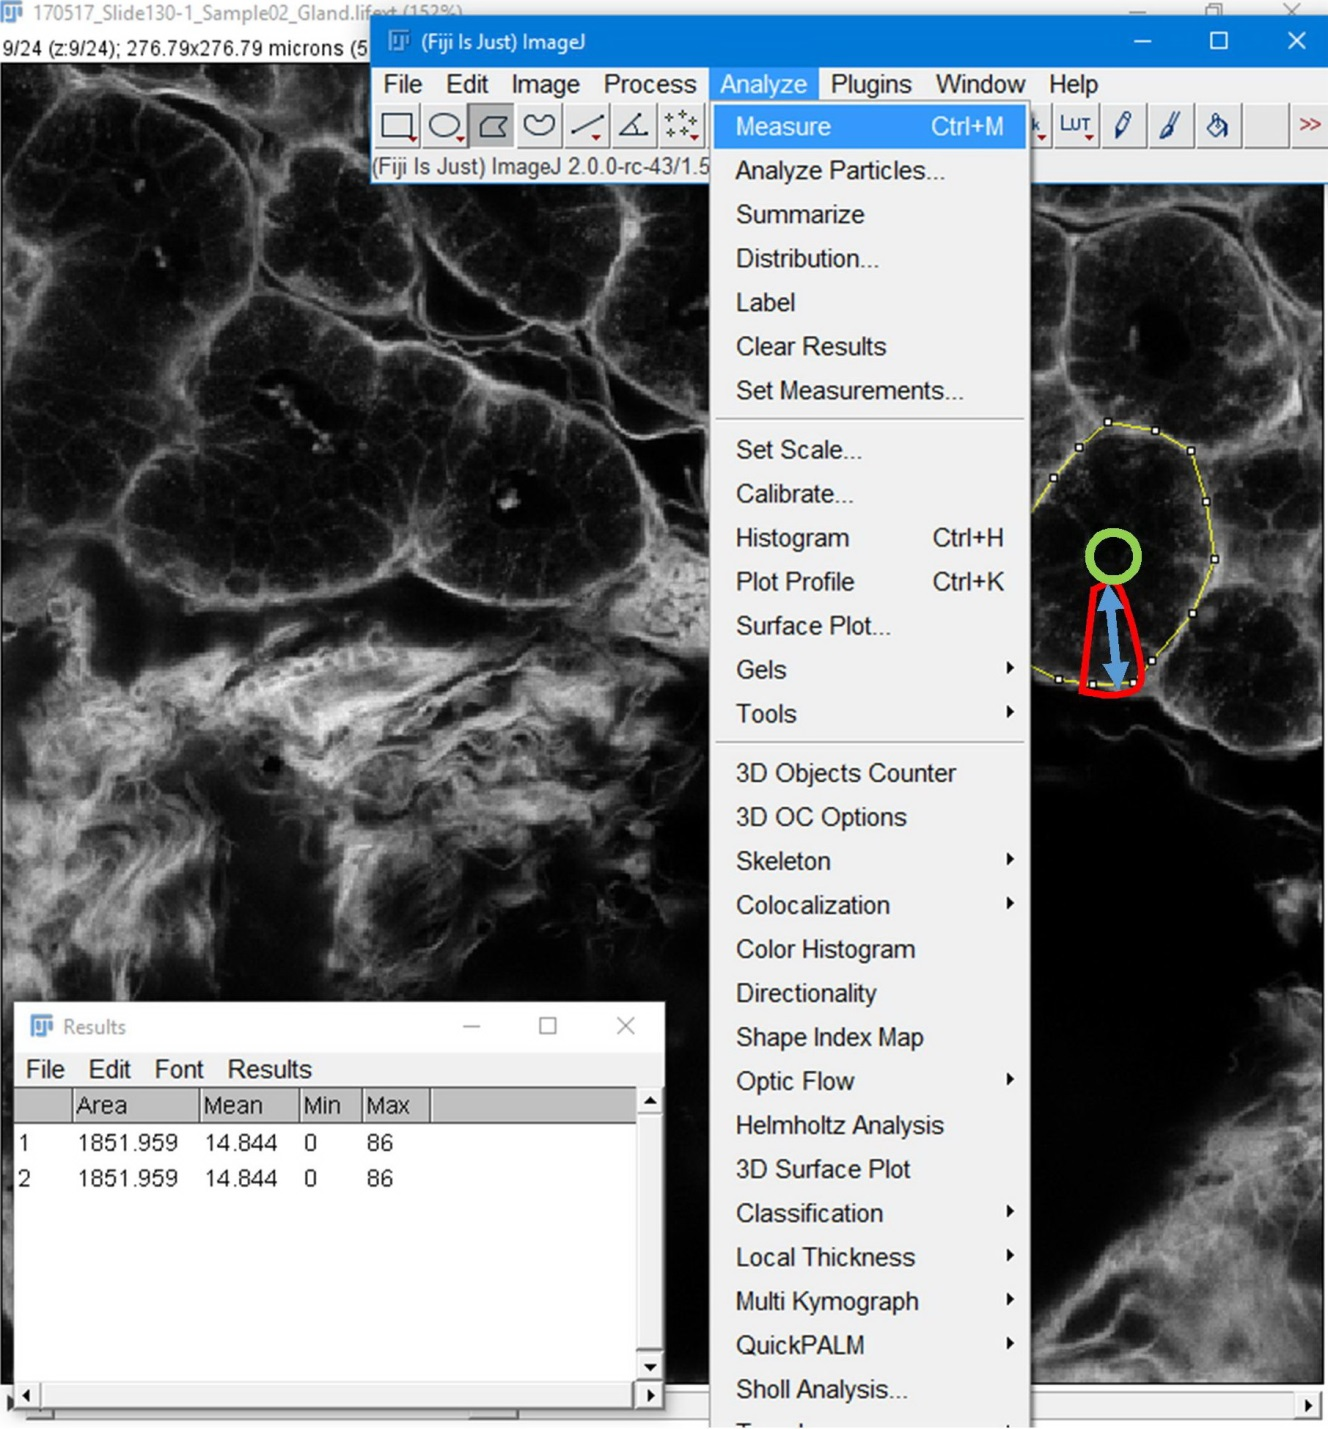 170517_Slide130-1_Sample02_Gland.lifext (152%)
9/24 (z:9/24); 276.79x276.79 microns (5
(Fiji Is Just) ImageJ
File Edit Image Process Analyze Plugins Window Help
LUT >>
(Fiji Is Just) ImageJ 2.0.0-rc-43/1.5
Measure Ctrl+M
Analyze Particles...
Summarize
Distribution...
Label
Clear Results
Set Measurements...
Set Scale...
Calibrate...
Histogram Ctrl+H
Plot Profile Ctrl+K
Surface Plot...
Gels
Tools
3D Objects Counter
3D OC Options
Skeleton
Colocalization
Color Histogram
Directionality
Shape Index Map
Optic Flow
Helmholtz Analysis
3D Surface Plot
Classification
Local Thickness
Multi Kymograph
QuickPALM
Sholl Analysis...
Results
File Edit Font Results
Area Mean Min Max
1 1851.959 14.844 0 86
2 1851.959 14.844 0 86